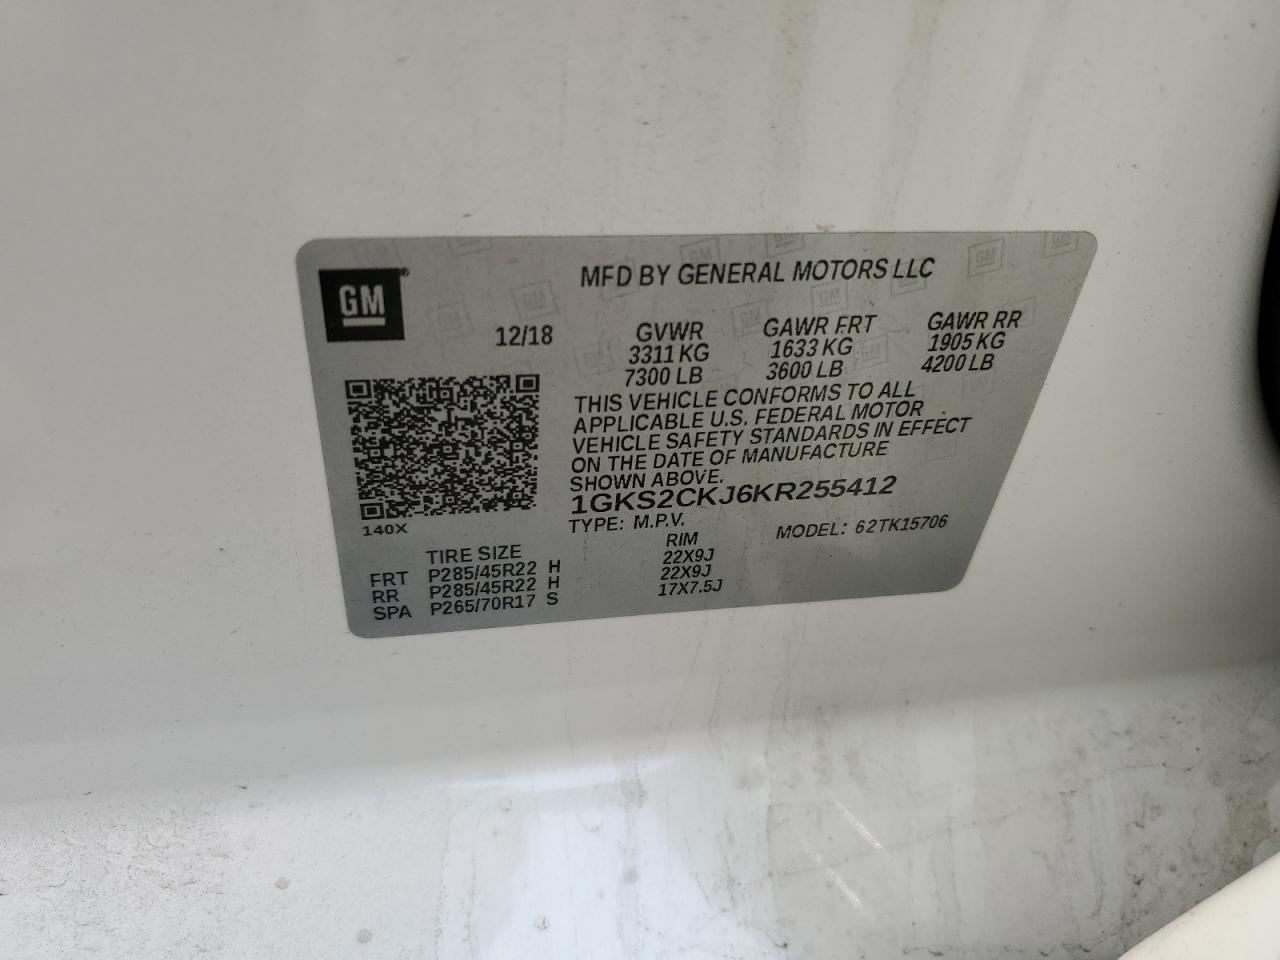 MFD BY GENERAL MOTORS LLC
GM®
12/18 GVWR GAWR FRT GAWR RR
3311 KG 1633 KG 1905 KG
7300 LB 3600 LB 4200 LB
THIS VEHICLE CONFORMS TO ALL
APPLICABLE U.S. FEDERAL MOTOR
VEHICLE SAFETY STANDARDS IN EFFECT
ON THE DATE OF MANUFACTURE
SHOWN ABOVE.
1GKS2CKJ6KR255412
140X
TYPE: M.P.V. MODEL: 62TK15706
TIRE SIZE RIM
FRT P285/45R22 H 22X9J
RR P285/45R22 H 22X9J
SPA P265/70R17 S 17X7.5J